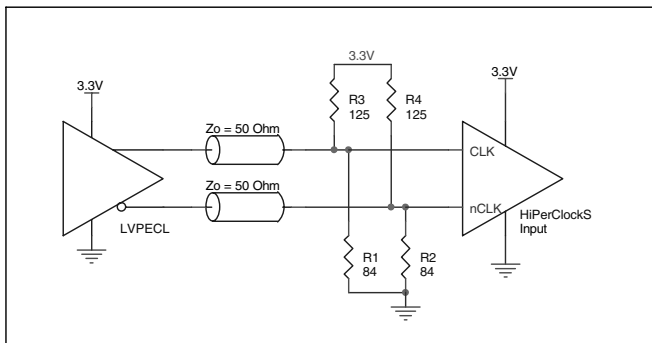 3.3V
3.3V
3.3V
R3
125
R4
125
Zo = 50 Ohm
CLK
Zo = 50 Ohm
nCLK
HiPerClockS
Input
LVPECL
R1
84
R2
84